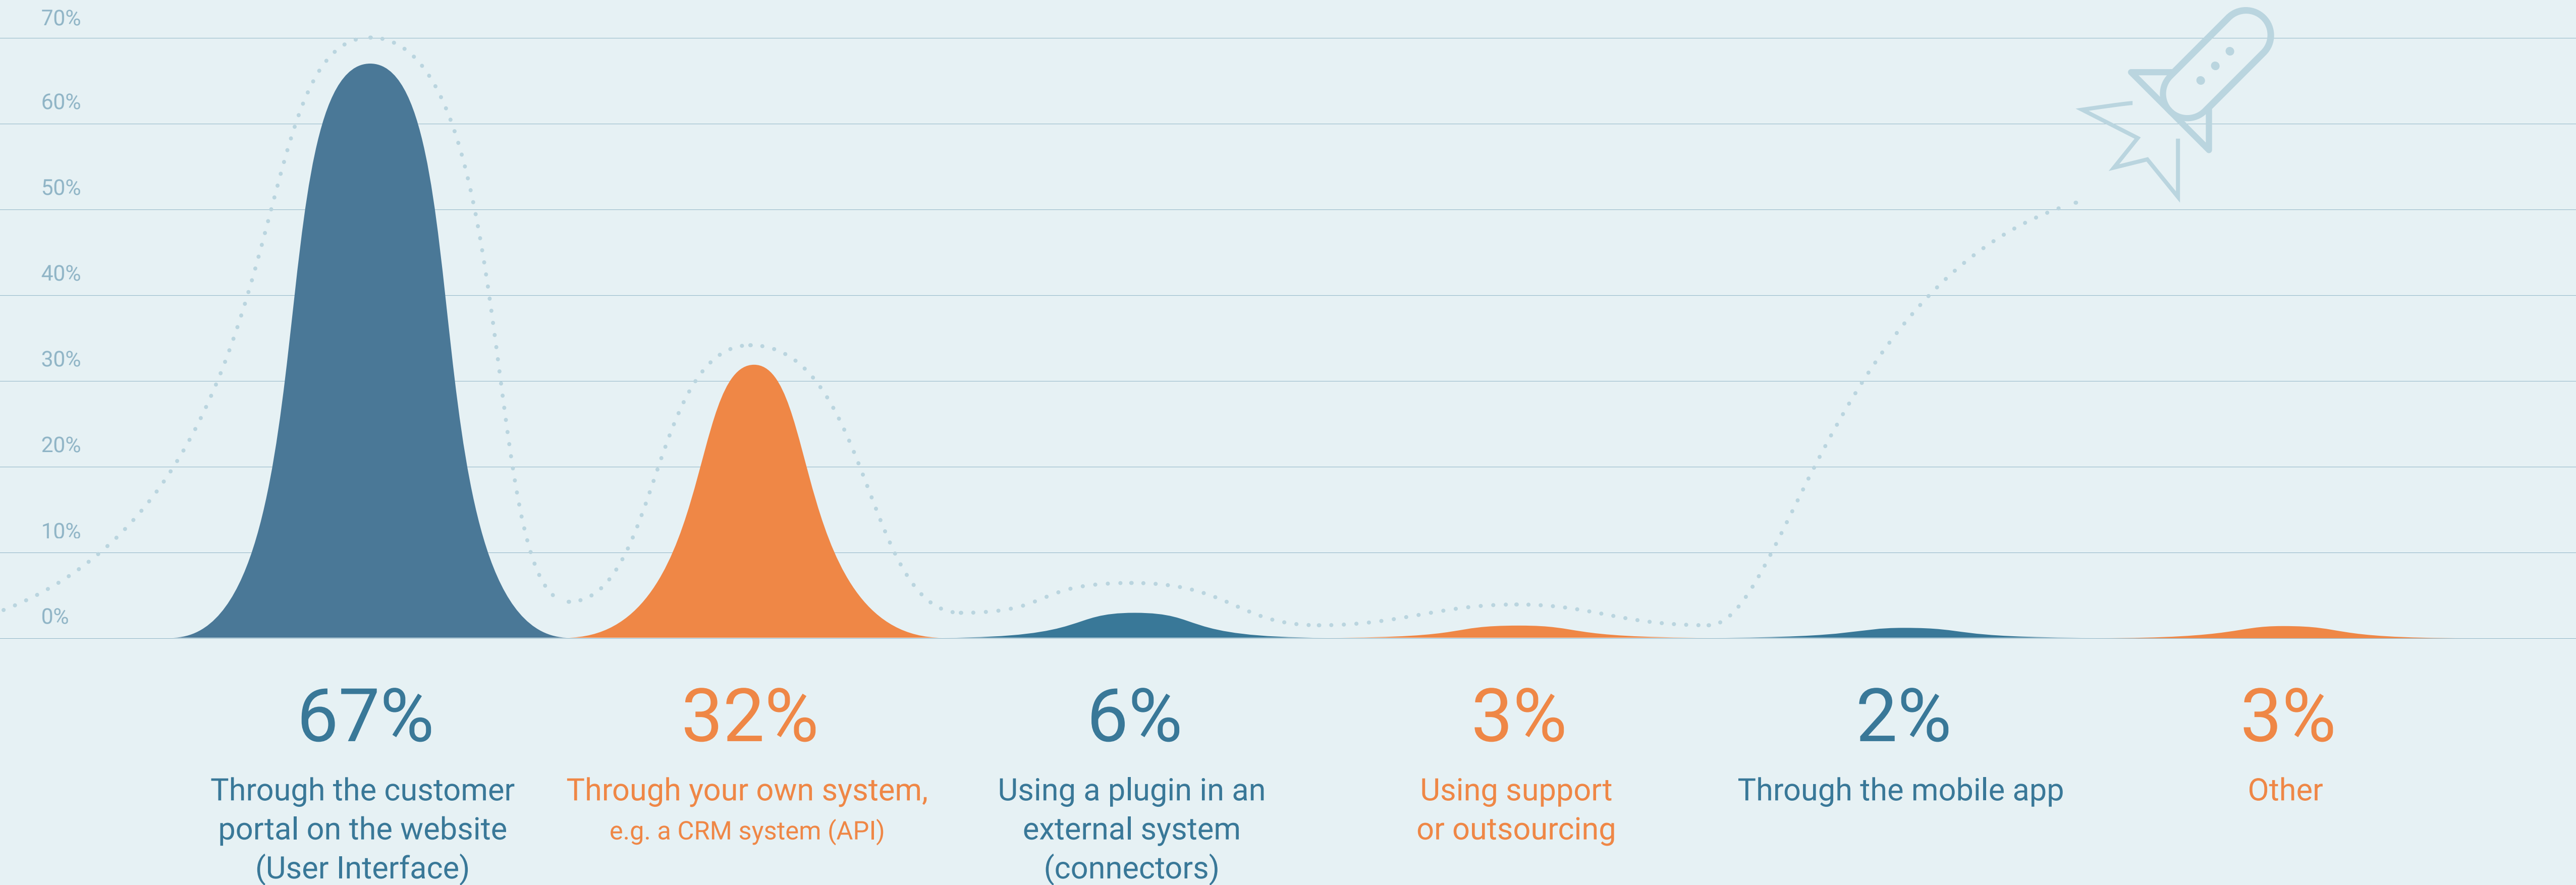 70%
60%
50%
40%
30%
20%
10%
0%
67%
Through the customer
portal on the website
(User Interface)
32%
Through your own system,
e.g. a CRM system (API)
6%
Using a plugin in an
external system
(connectors)
3%
Using support
or outsourcing
2%
Through the mobile app
3%
Other